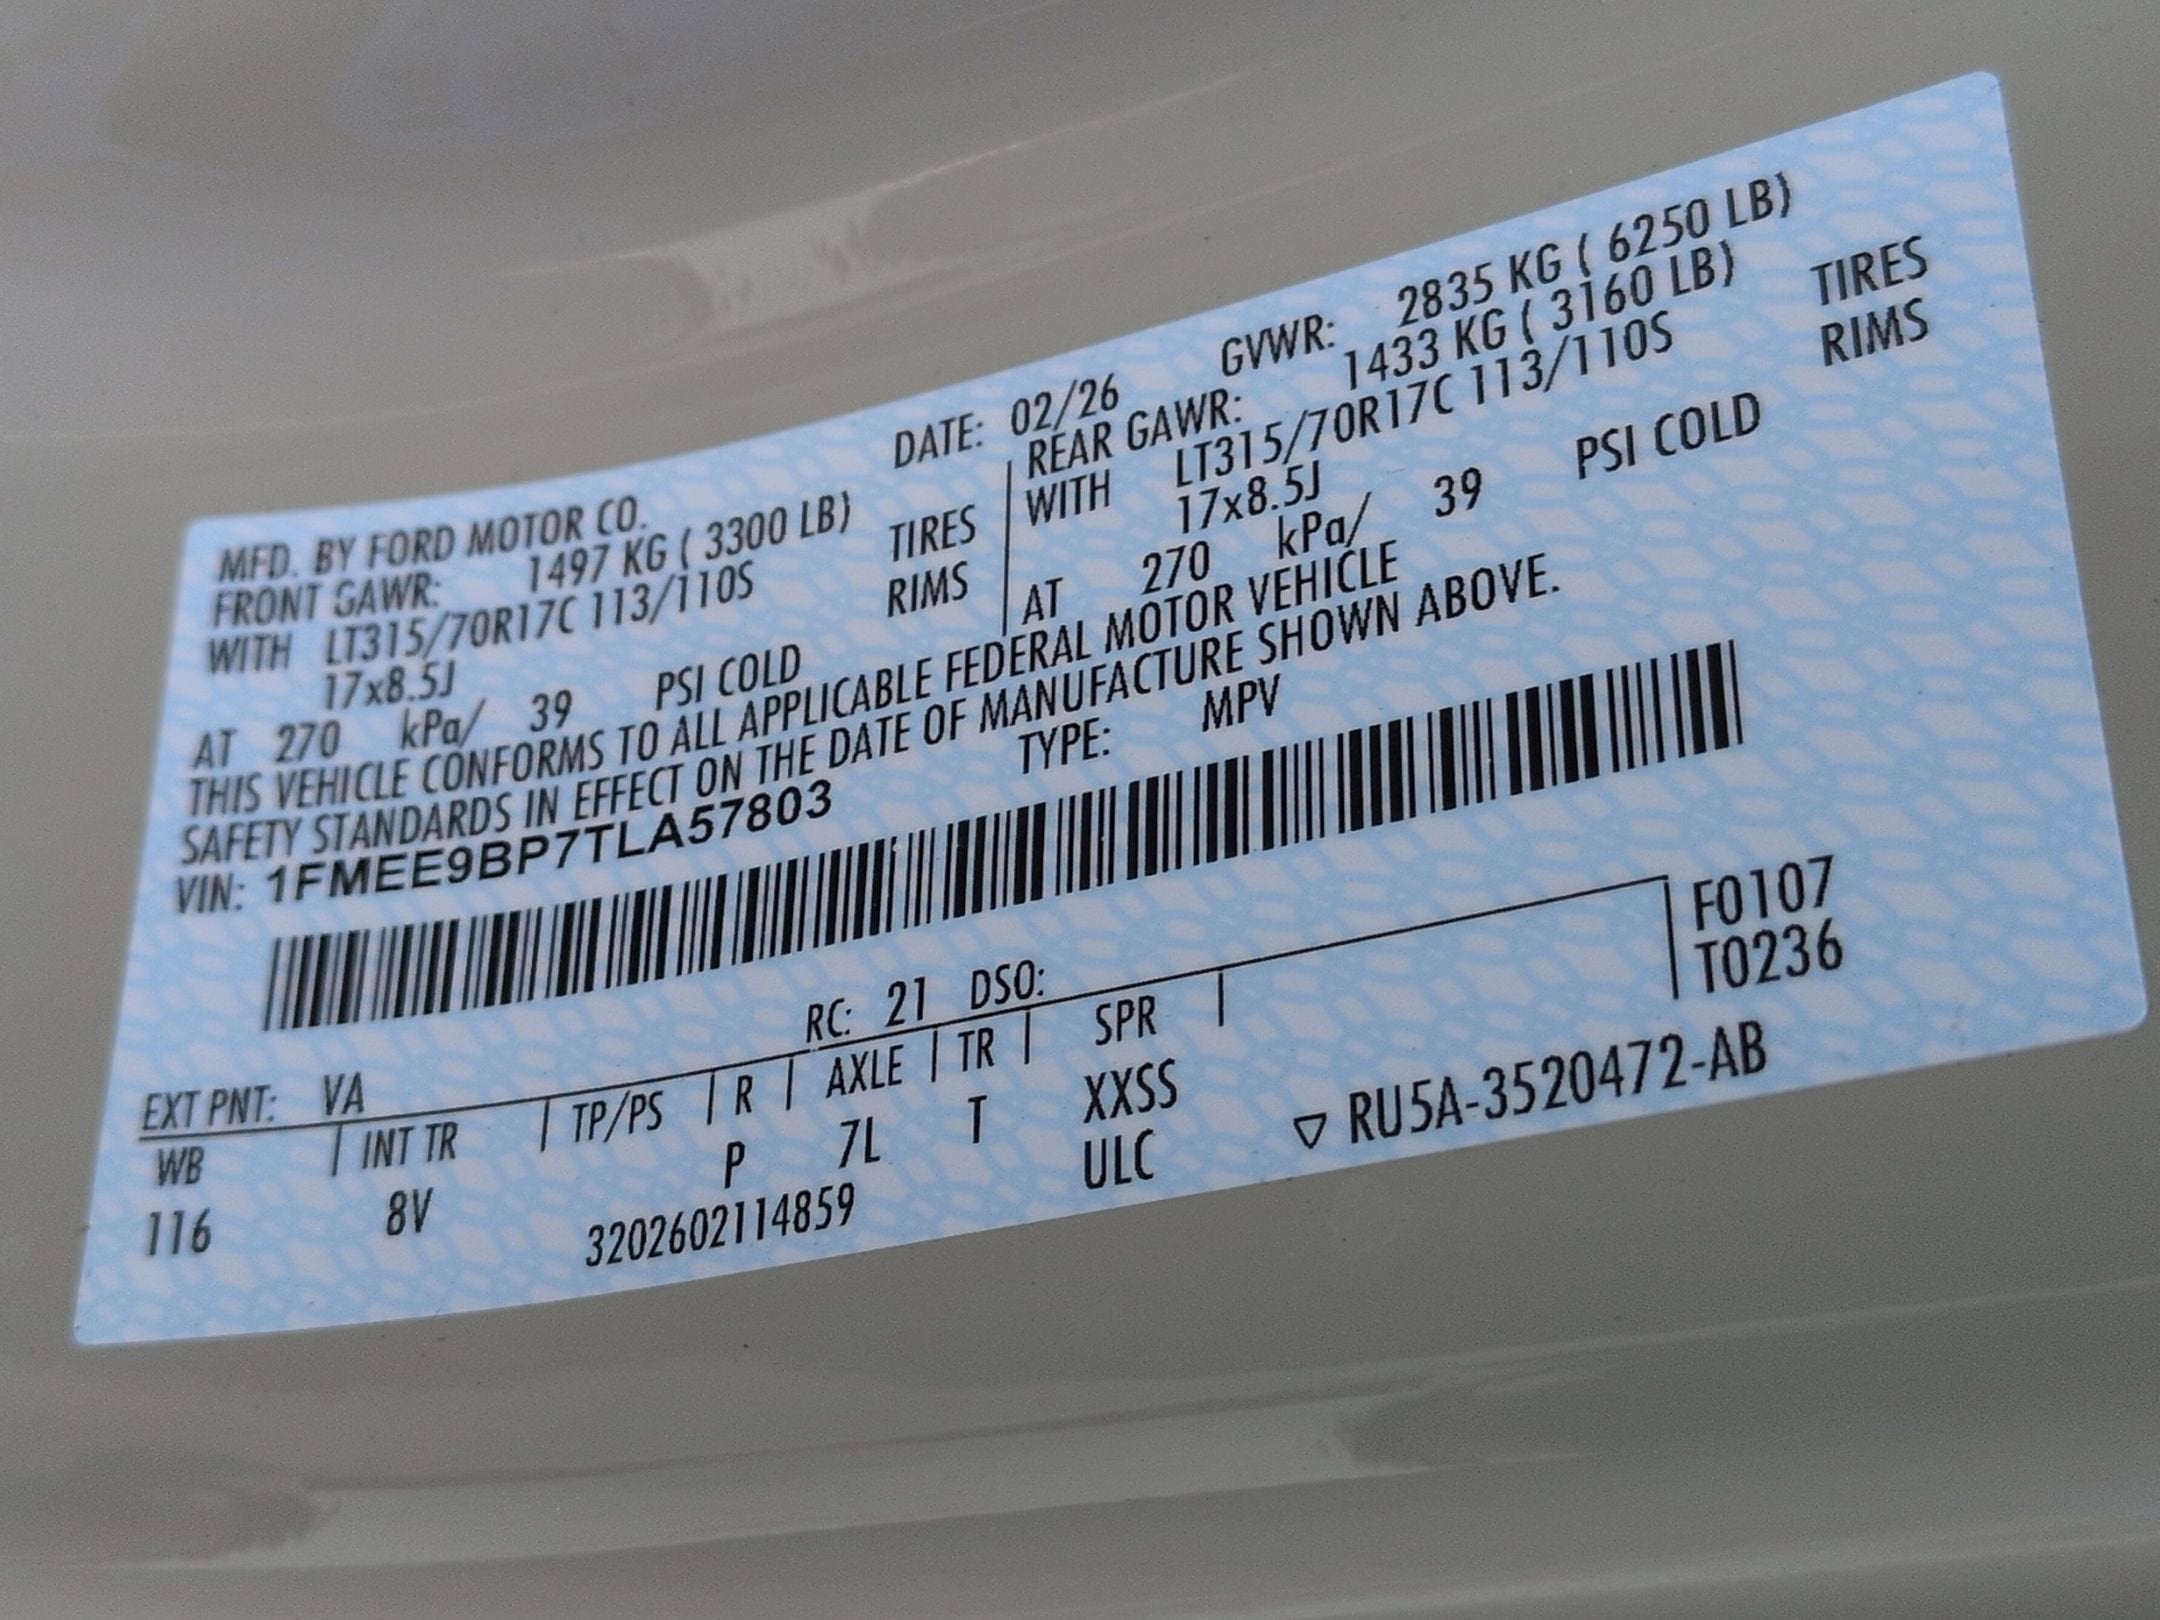 MFD. BY FORD MOTOR CO. DATE: 02/26 GVWR: 2835 KG ( 6250 LB)
FRONT GAWR: 1497 KG ( 3300 LB) REAR GAWR: 1433 KG ( 3160 LB)
WITH LT315/70R17C 113/110S TIRES WITH LT315/70R17C 113/110S TIRES
17x8.5J RIMS 17x8.5J RIMS
AT 270 kPa/ 39 PSI COLD AT 270 kPa/ 39 PSI COLD
THIS VEHICLE CONFORMS TO ALL APPLICABLE FEDERAL MOTOR VEHICLE
SAFETY STANDARDS IN EFFECT ON THE DATE OF MANUFACTURE SHOWN ABOVE.
VIN: 1FMEE9BP7TLA57803 TYPE: MPV
F0107
T0236
EXT PNT: VA RC: 21 DSO:
WB | INT TR | TP/PS | R | AXLE | TR | SPR |
116 8V P 7L T XXSS
3202602114859 ULC ▽ RU5A-3520472-AB